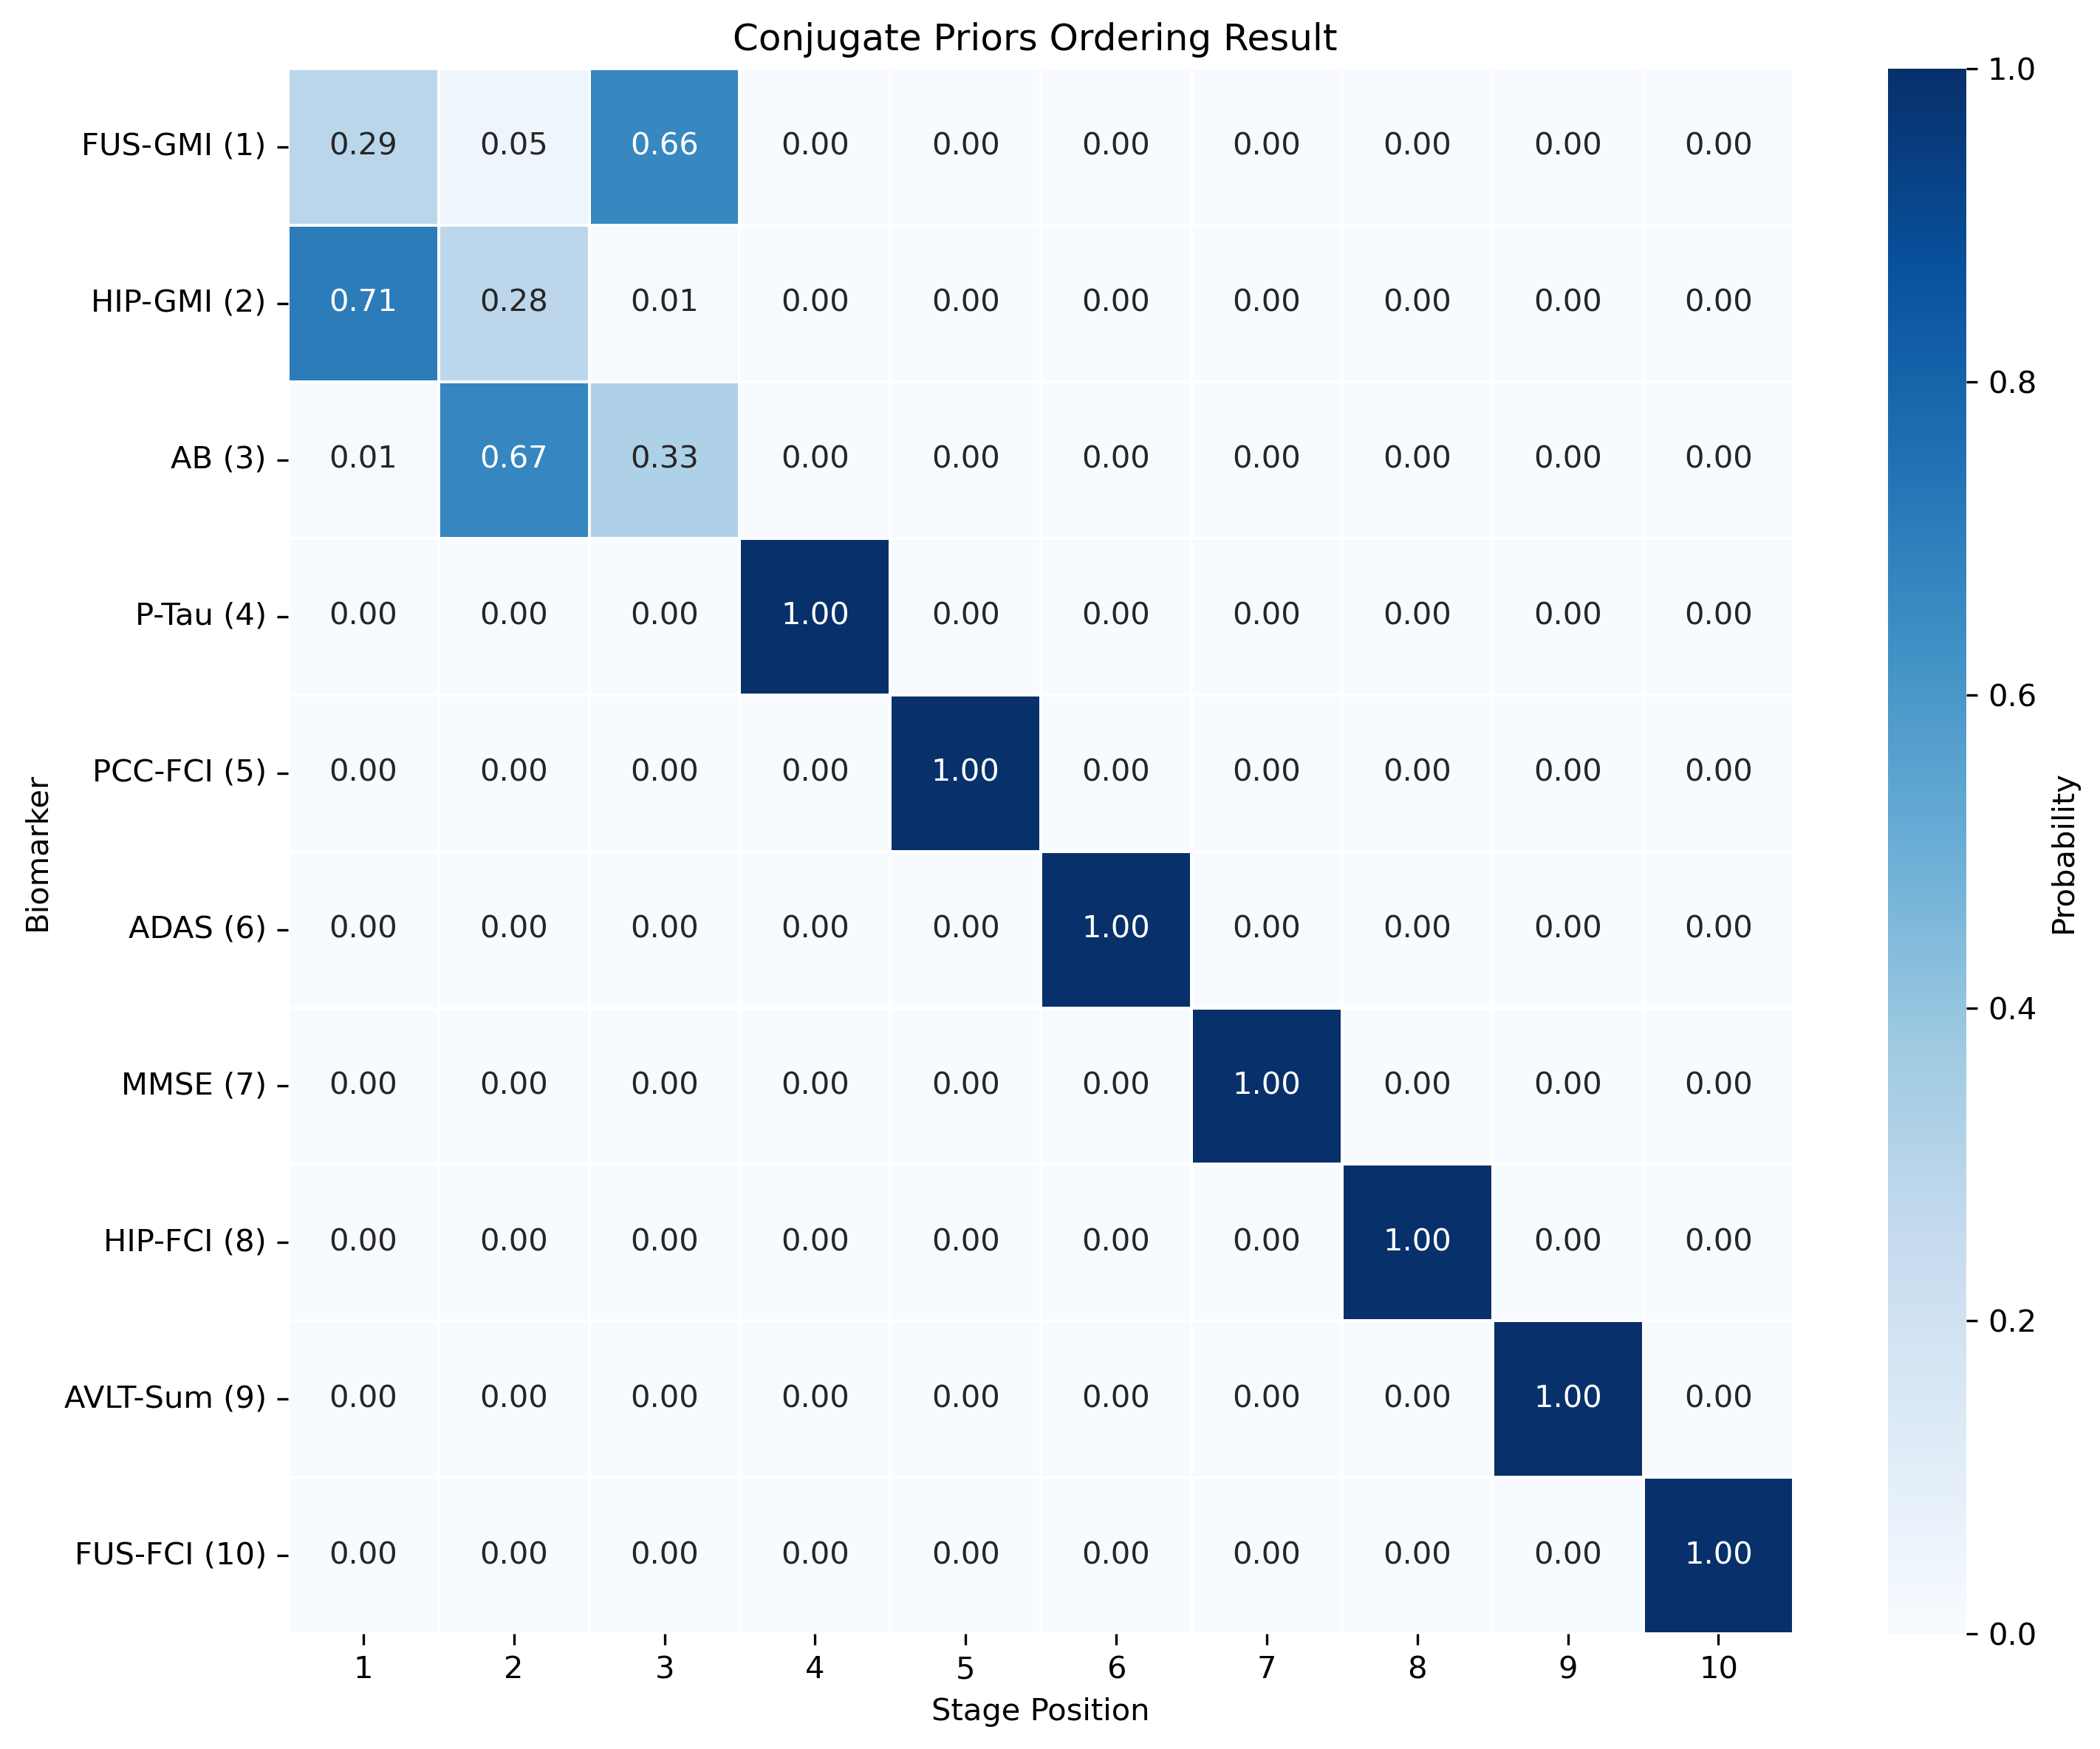 Conjugate Priors Ordering Result
FUS-GMI (1) 0.29 0.05 0.66 0.00 0.00 0.00 0.00 0.00 0.00 0.00
HIP-GMI (2) 0.71 0.28 0.01 0.00 0.00 0.00 0.00 0.00 0.00 0.00
AB (3) 0.01 0.67 0.33 0.00 0.00 0.00 0.00 0.00 0.00 0.00
P-Tau (4) 0.00 0.00 0.00 1.00 0.00 0.00 0.00 0.00 0.00 0.00
PCC-FCI (5) 0.00 0.00 0.00 0.00 1.00 0.00 0.00 0.00 0.00 0.00
ADAS (6) 0.00 0.00 0.00 0.00 0.00 1.00 0.00 0.00 0.00 0.00
MMSE (7) 0.00 0.00 0.00 0.00 0.00 0.00 1.00 0.00 0.00 0.00
HIP-FCI (8) 0.00 0.00 0.00 0.00 0.00 0.00 0.00 1.00 0.00 0.00
AVLT-Sum (9) 0.00 0.00 0.00 0.00 0.00 0.00 0.00 0.00 1.00 0.00
FUS-FCI (10) 0.00 0.00 0.00 0.00 0.00 0.00 0.00 0.00 0.00 1.00
1 2 3 4 5 6 7 8 9 10
Stage Position
Biomarker
1.0
0.8
0.6
0.4
0.2
0.0
Probability